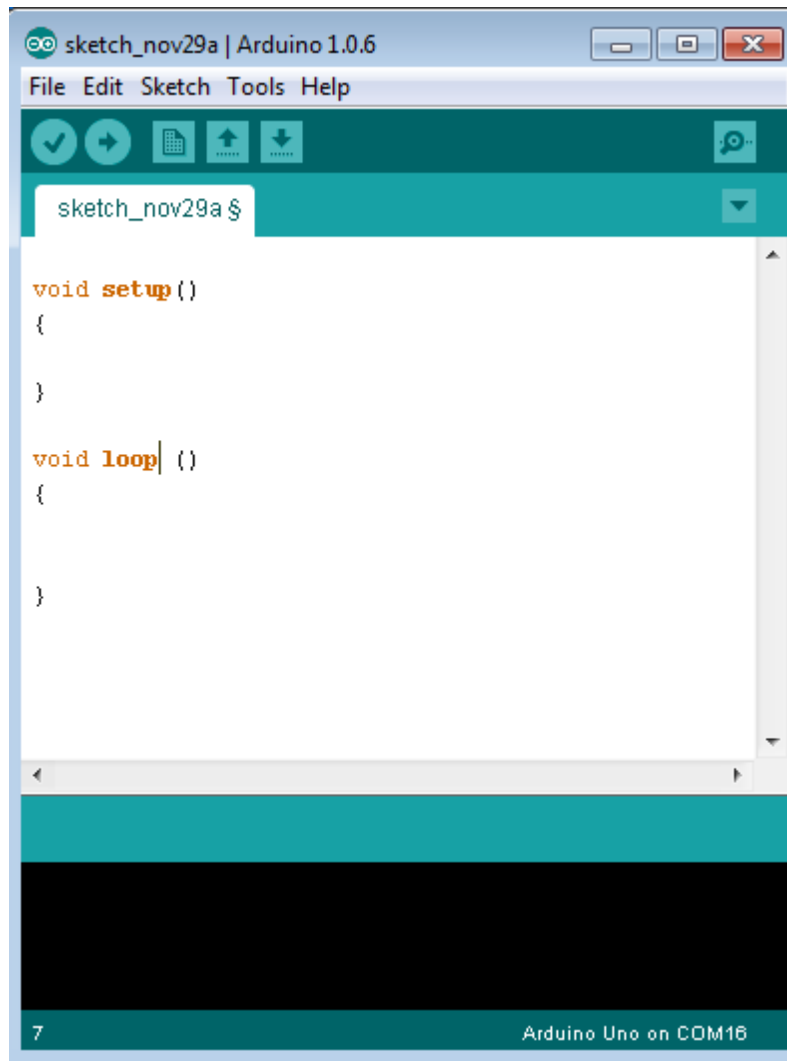 sketch_nov29a | Arduino 1.0.6
File Edit Sketch Tools Help
sketch_nov29a §
void setup()
{
}
void loop ()
{
}
7 Arduino Uno on COM16